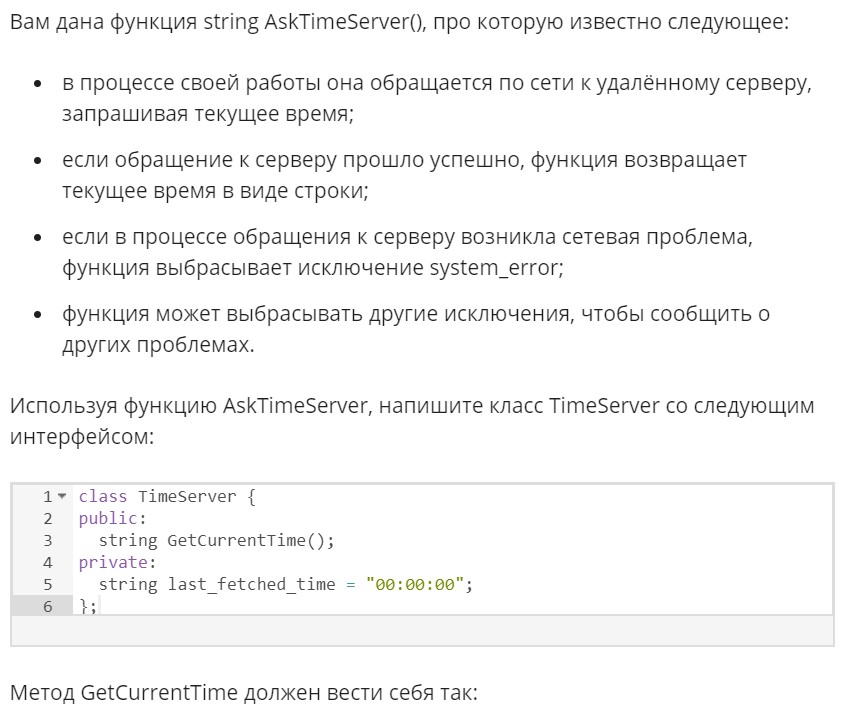 Вам дана функция string AskTimeServer(), про которую известно следующее:
• в процессе своей работы она обращается по сети к удалённому серверу,
запрашивая текущее время;
• если обращение к серверу прошло успешно, функция возвращает
текущее время в виде строки;
• если в процессе обращения к серверу возникла сетевая проблема,
функция выбрасывает исключение system_error;
• функция может выбрасывать другие исключения, чтобы сообщить о
других проблемах.
Используя функцию AskTimeServer, напишите класс TimeServer со следующим
интерфейсом:
1 class TimeServer {
2 public:
3   string GetCurrentTime();
4 private:
5   string last_fetched_time = "00:00:00";
6 };
Метод GetCurrentTime должен вести себя так: